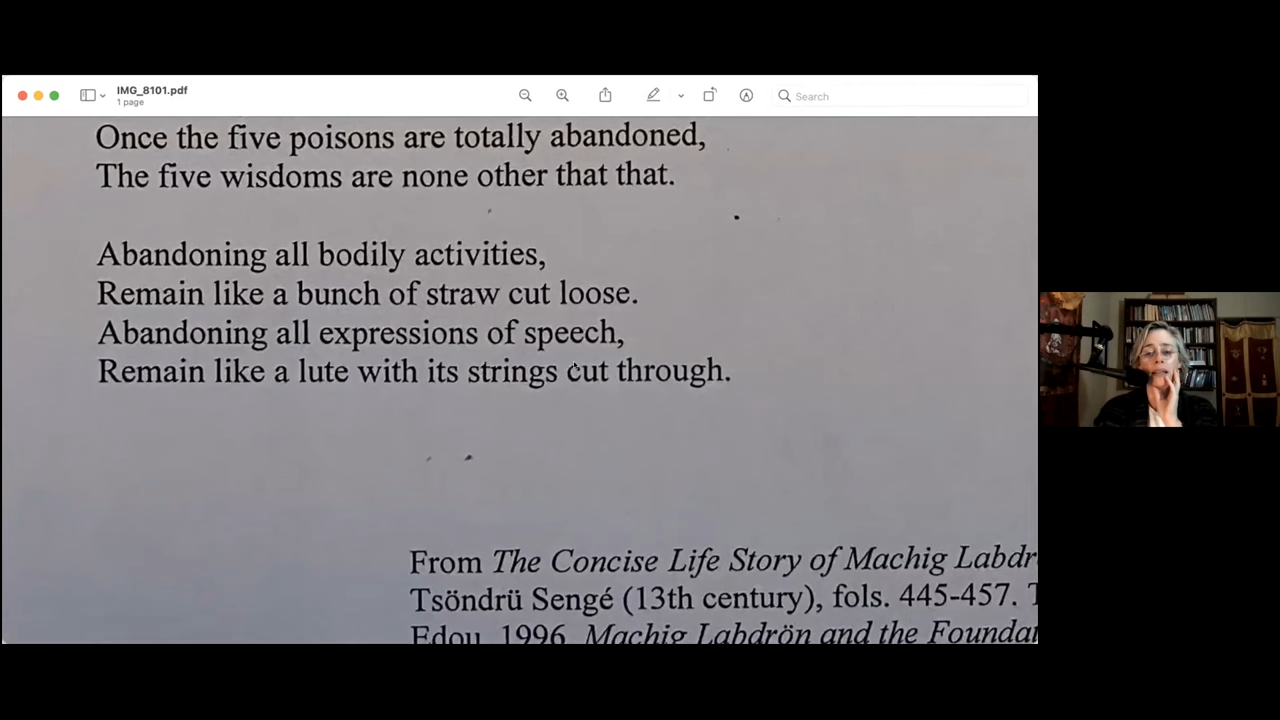 IMG_8101.pdf
1 page
Search
Once the five poisons are totally abandoned,
The five wisdoms are none other that that.
Abandoning all bodily activities,
Remain like a bunch of straw cut loose.
Abandoning all expressions of speech,
Remain like a lute with its strings cut through.
From The Concise Life Story of Machig Labdr
Tsöndrü Sengé (13th century), fols. 445-457.
Edou, 1996, Machig Labdrön and the Foundat